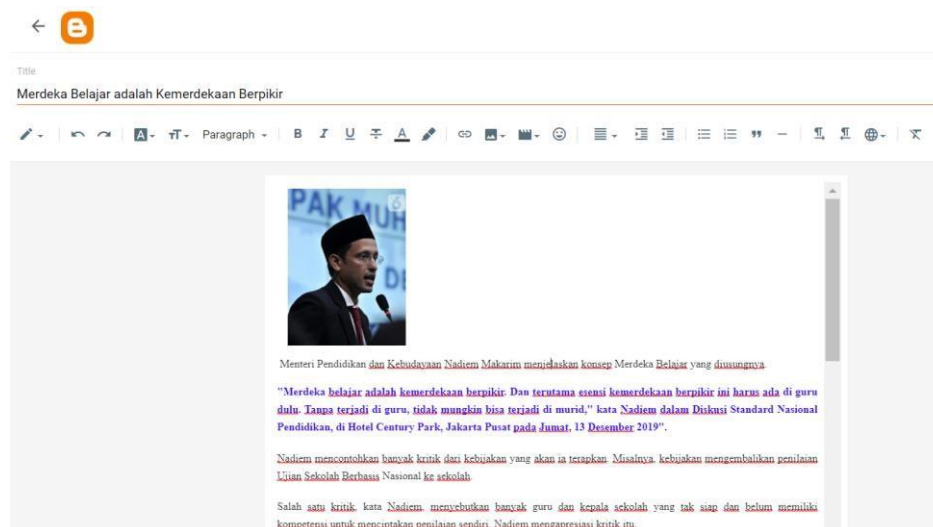 Title
Merdeka Belajar adalah Kemerdekaan Berpikir
Paragraph
B I U A
PAK MUH
6
DE
Menteri Pendidikan dan Kebudayaan Nadiem Makarim menjelaskan konsep Merdeka Belajar yang diusungnya.
"Merdeka belajar adalah kemerdekaan berpikir. Dan terutama esensi kemerdekaan berpikir ini harus ada di guru
dulu. Tanpa terjadi di guru, tidak mungkin bisa terjadi di murid," kata Nadiem dalam Diskusi Standard Nasional
Pendidikan, di Hotel Century Park, Jakarta Pusat pada Jumat, 13 Desember 2019".
Nadiem mencontohkan banyak kritik dari kebijakan yang akan ia terapkan. Misalnya, kebijakan mengembalikan penilaian
Ujian Sekolah Berbasis Nasional ke sekolah.
Salah satu kritik, kata Nadiem, menyebutkan banyak guru dan kepala sekolah yang tak siap dan belum memiliki
kompetensi untuk menciptakan penilaian sendiri. Nadiem mengapresiasi kritik itu.